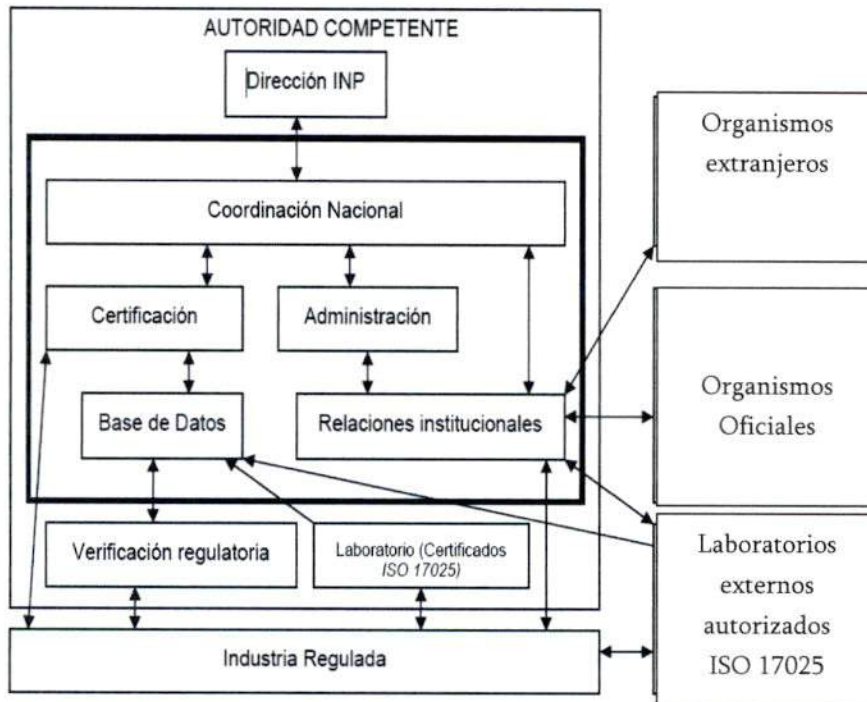 AUTORIDAD COMPETENTE
Dirección INP
Coordinación Nacional
Certificación
Administración
Base de Datos
Relaciones institucionales
Verificación regulatoria
Laboratorio (Certificados
ISO 17025)
Industria Regulada
Organismos
extranjeros
Organismos
Oficiales
Laboratorios
externos
autorizados
ISO 17025